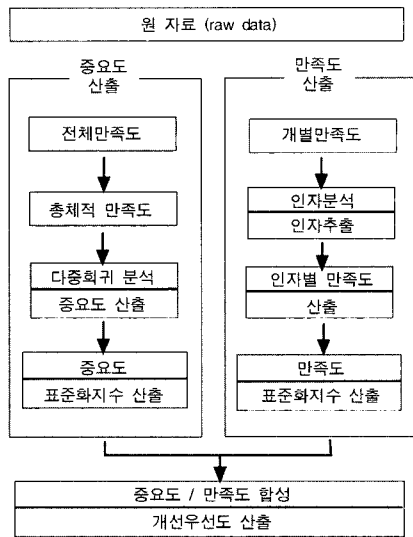 원 자료 (raw data)
중요도
산출
전체만족도
총체적 만족도
다중회귀 분석
중요도 산출
중요도
표준화지수 산출
만족도
산출
개별만족도
인자분석
인자추출
인자별 만족도
산출
만족도
표준화지수 산출
중요도 / 만족도 합성
개선우선도 산출